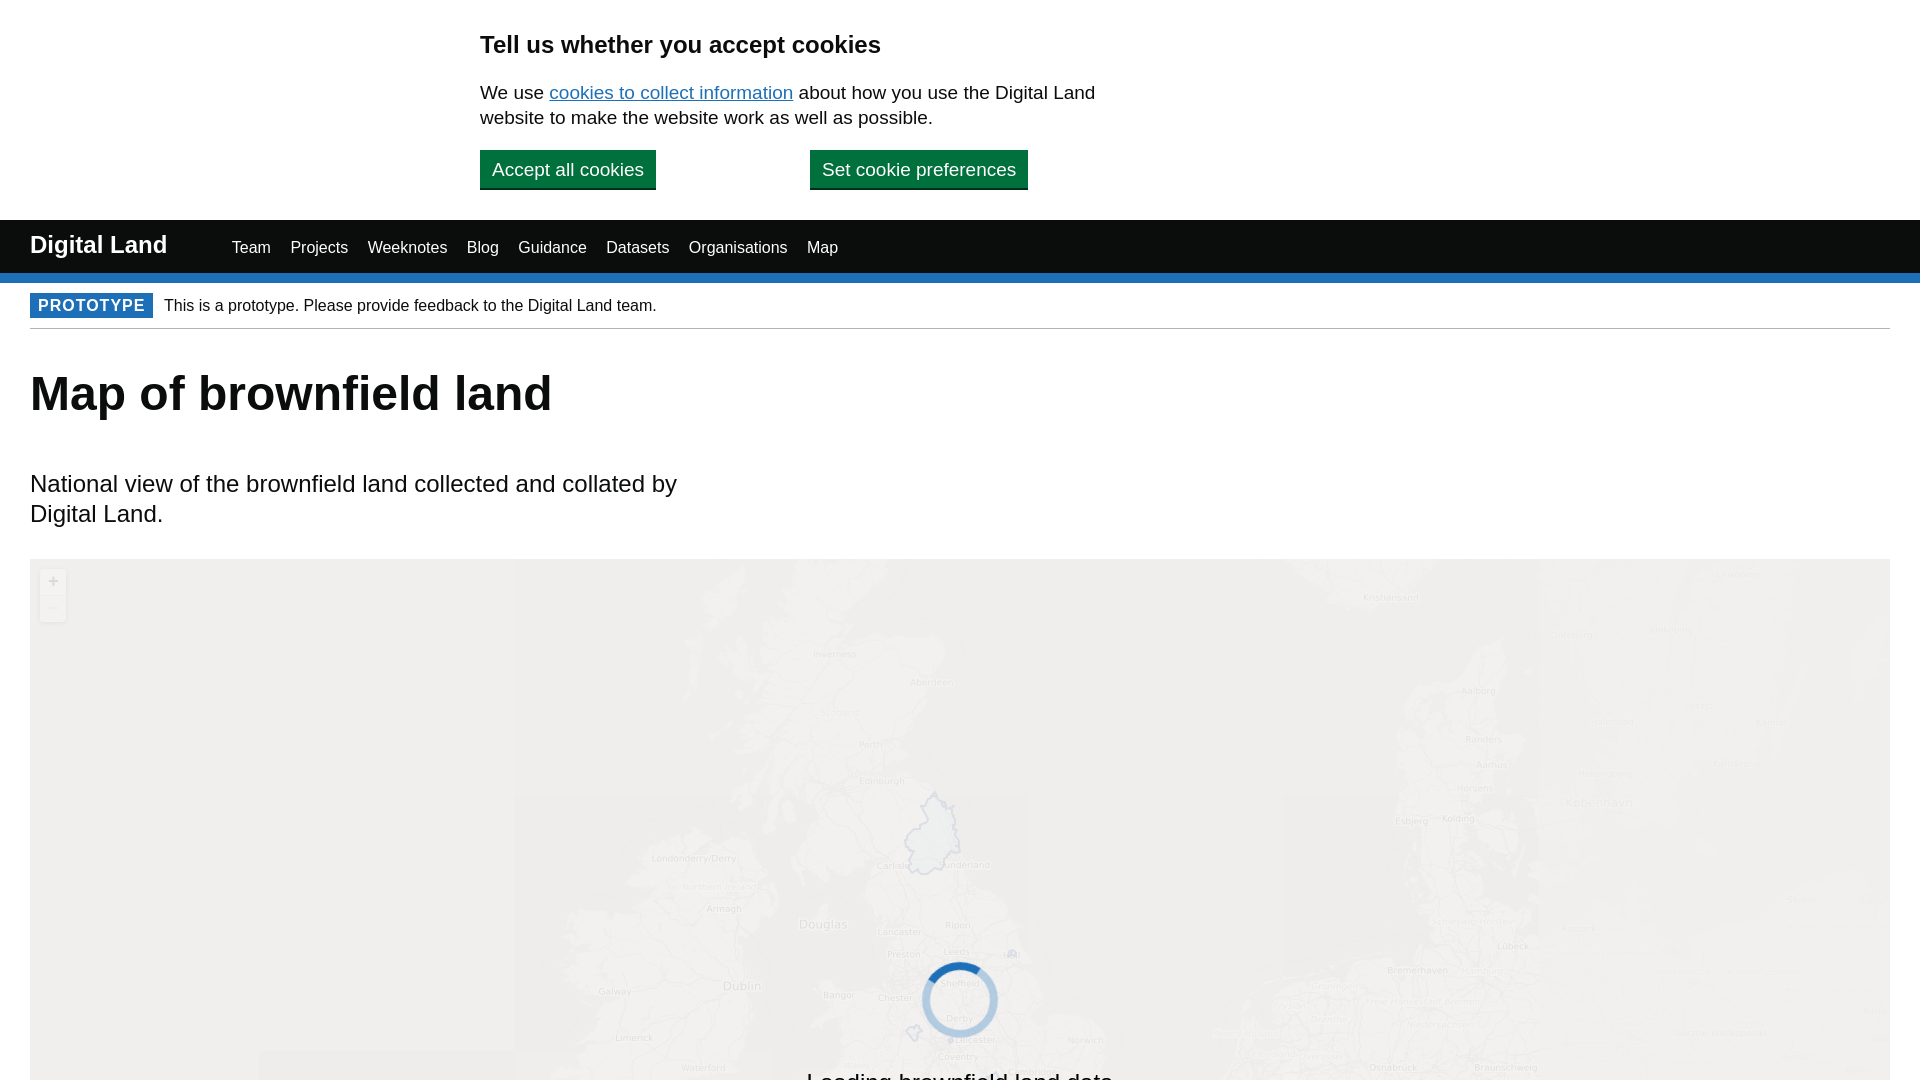 Tell us whether you accept cookies
We use cookies to collect information about how you use the Digital Land
website to make the website work as well as possible.
Accept all cookies
Set cookie preferences
Digital Land
Team
Projects
Weeknotes
Blog
Guidance
Datasets
Organisations
Map
PROTOTYPE
This is a prototype. Please provide feedback to the Digital Land team.
Map of brownfield land
National view of the brownfield land collected and collated by
Digital Land.
+
−
Kristiansand
Inverness
Aberdeen
Aalborg
Perth
Randers
Aarhus
Edinburgh
Horsens
København
Esbjerg
Kolding
Londonderry/Derry
Carlisle
Sunderland
Armagh
Douglas
Ripon
Lancaster
Lübeck
Preston
Leeds
Hull
Bremerhaven
Sheffield
Dublin
Galway
Bangor
Chester
Derby
Limerick
Leicester
Norwich
Coventry
Waterford
Osnabrück
Braunschweig
Loading brownfield land data